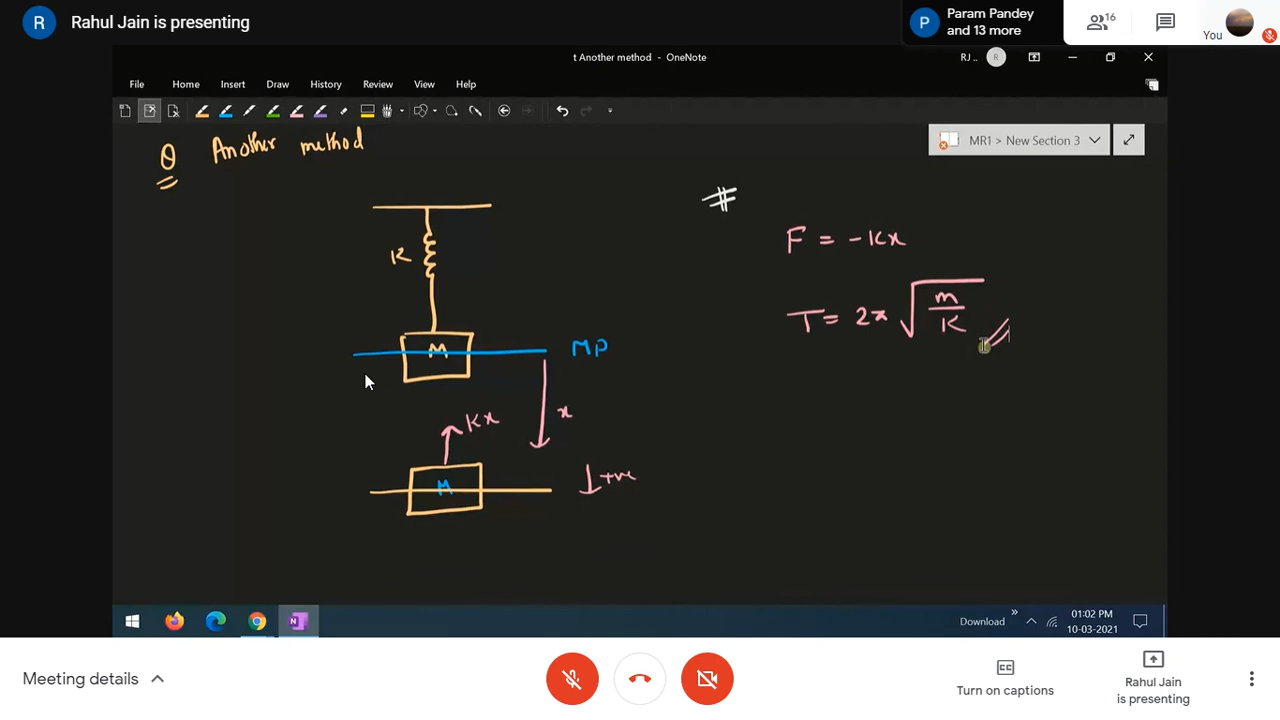 R Rahul Jain is presenting
P Param Pandey and 13 more
16
You
t Another method - OneNote
RJ ..
R
File Home Insert Draw History Review View Help
MR1 > New Section 3
Q Another method
#
K
F = -Kx
T = 2π √(m/K)
M
MP
x
Kx
M
↓ +ve
Download
01:02 PM
10-03-2021
Meeting details
Turn on captions
Rahul Jain
is presenting